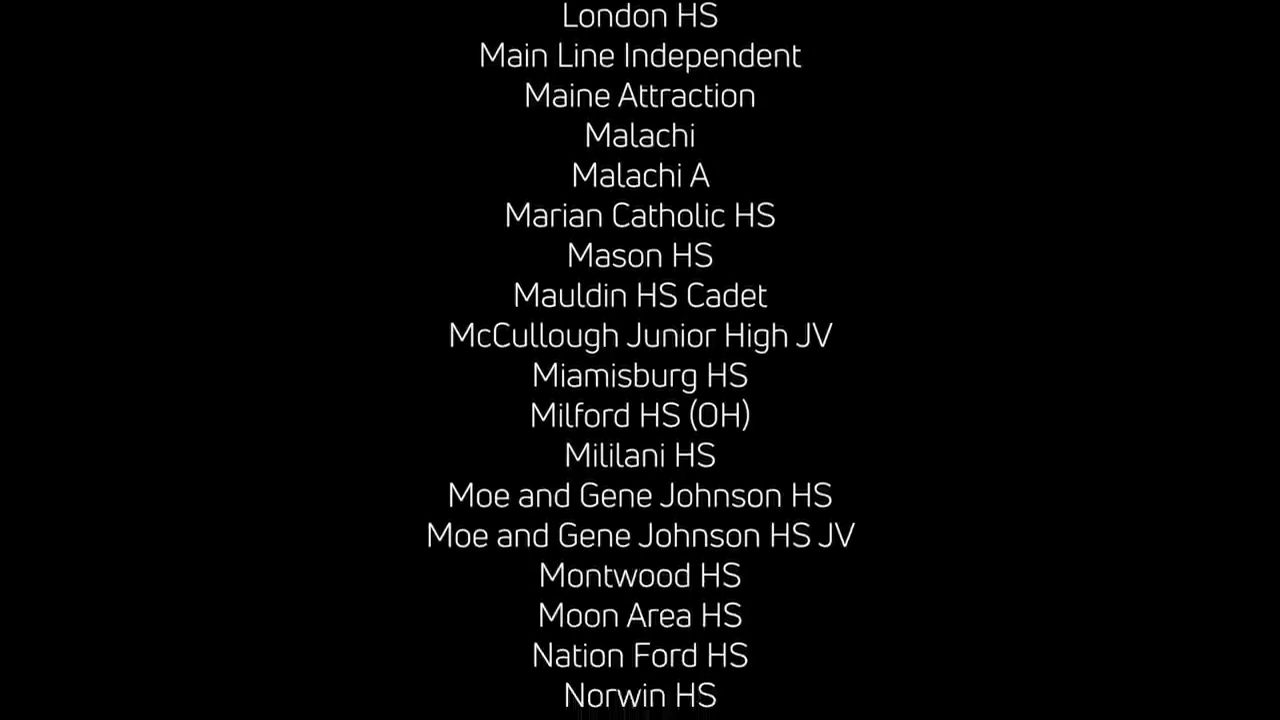 London HS
Main Line Independent
Maine Attraction
Malachi
Malachi A
Marian Catholic HS
Mason HS
Mauldin HS Cadet
McCullough Junior High JV
Miamisburg HS
Milford HS (OH)
Mililani HS
Moe and Gene Johnson HS
Moe and Gene Johnson HS JV
Montwood HS
Moon Area HS
Nation Ford HS
Norwin HS